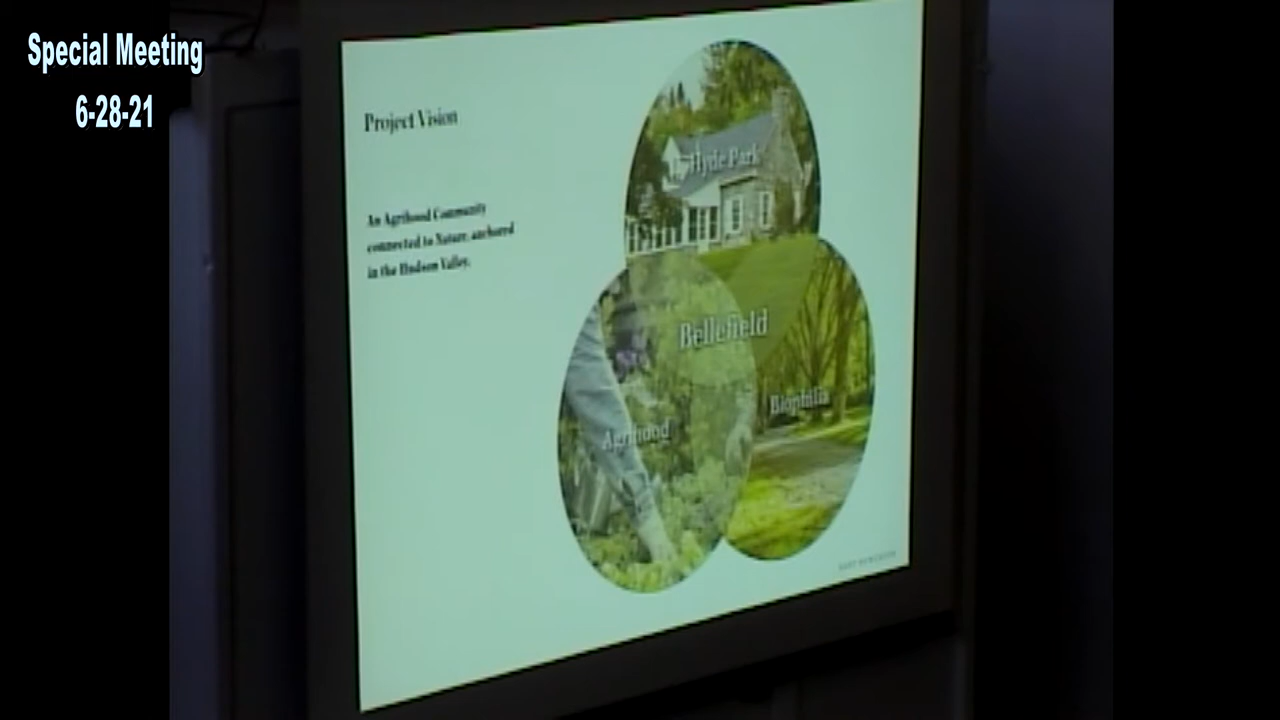 Special Meeting
6-28-21
Project Vision
An Agrihood Community
connected to Nature, anchored
in the Hudson Valley.
Hyde Park
Bellefield
Biophilia
Agrihood